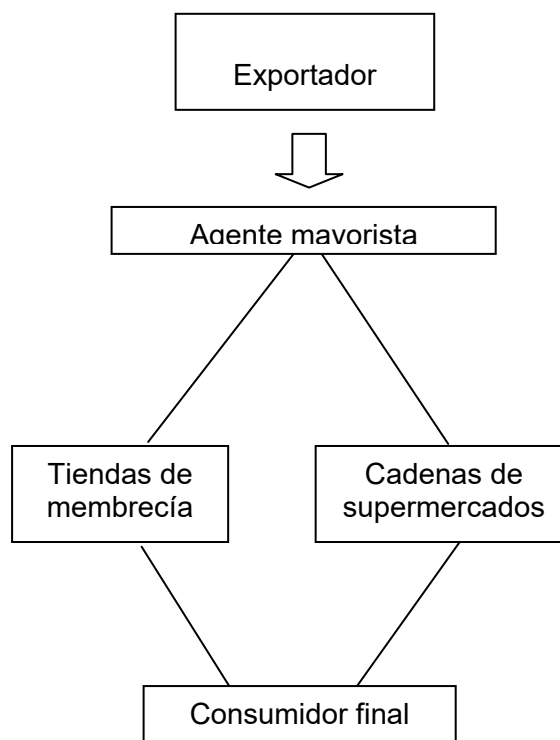 Exportador
Agente mayorista
Tiendas de
membrecía
Cadenas de
supermercados
Consumidor final